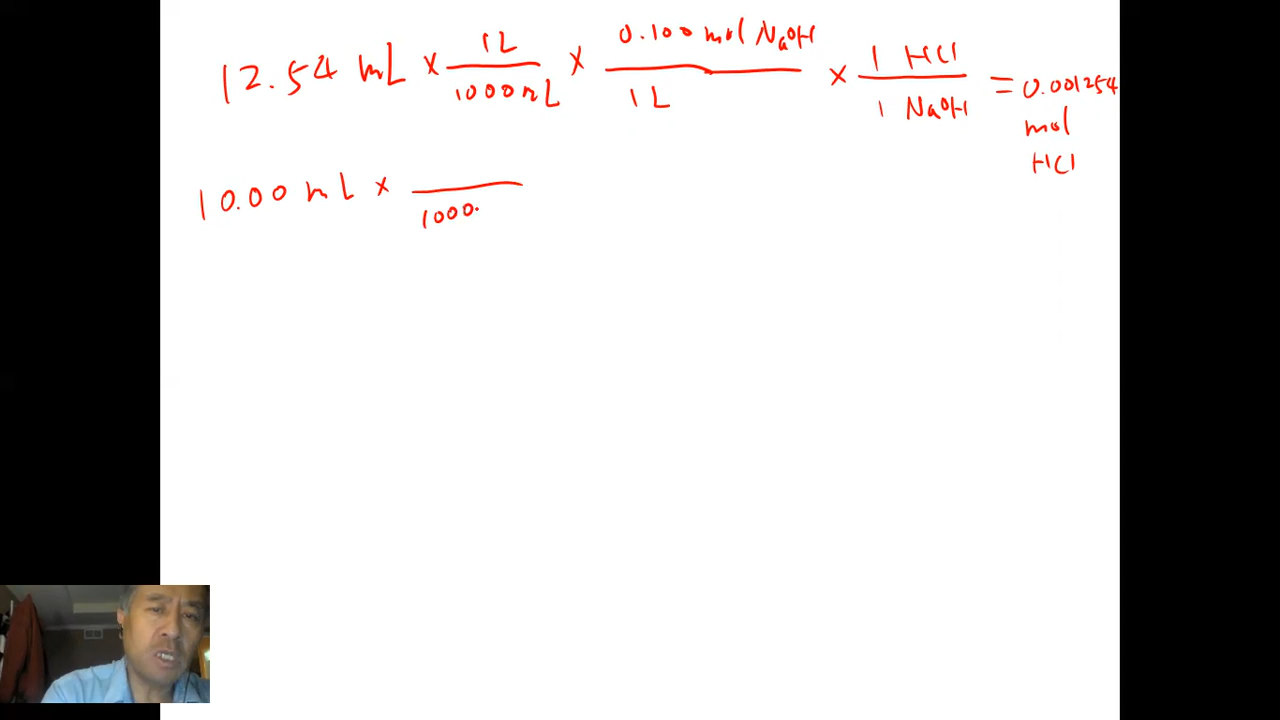 12.54 mL × 1L / 1000 mL × 0.100 mol NaOH / 1 L × 1 HCl / 1 NaOH = 0.001254
mol
HCl
10.00 mL × / 1000.